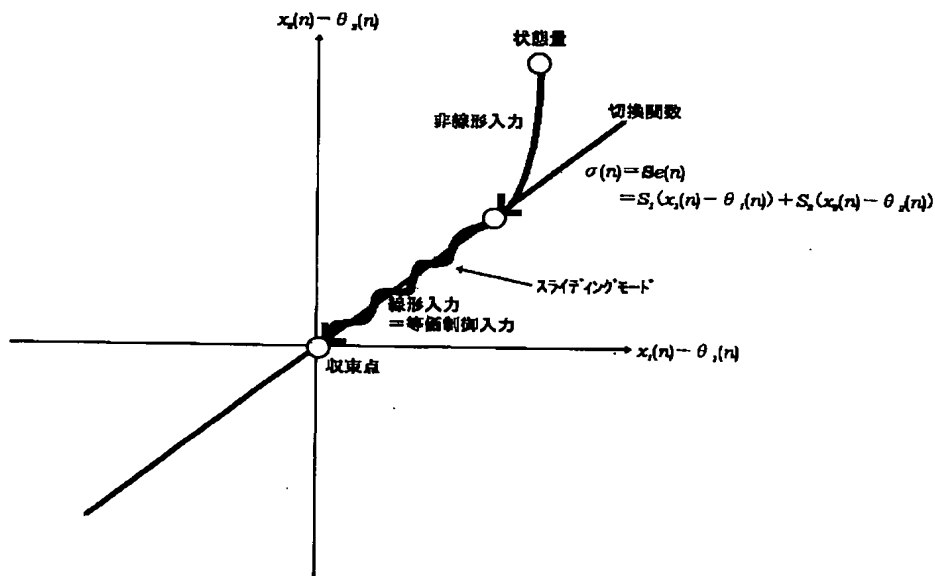 x₂(n)－θ₂(n)
状態量
切換関数
非線形入力
σ(n)＝Se(n)
＝S₁(x₁(n)－θ₁(n))＋S₂(x₂(n)－θ₂(n))
スライディングモード
線形入力
＝等価制御入力
x₁(n)－θ₁(n)
収束点